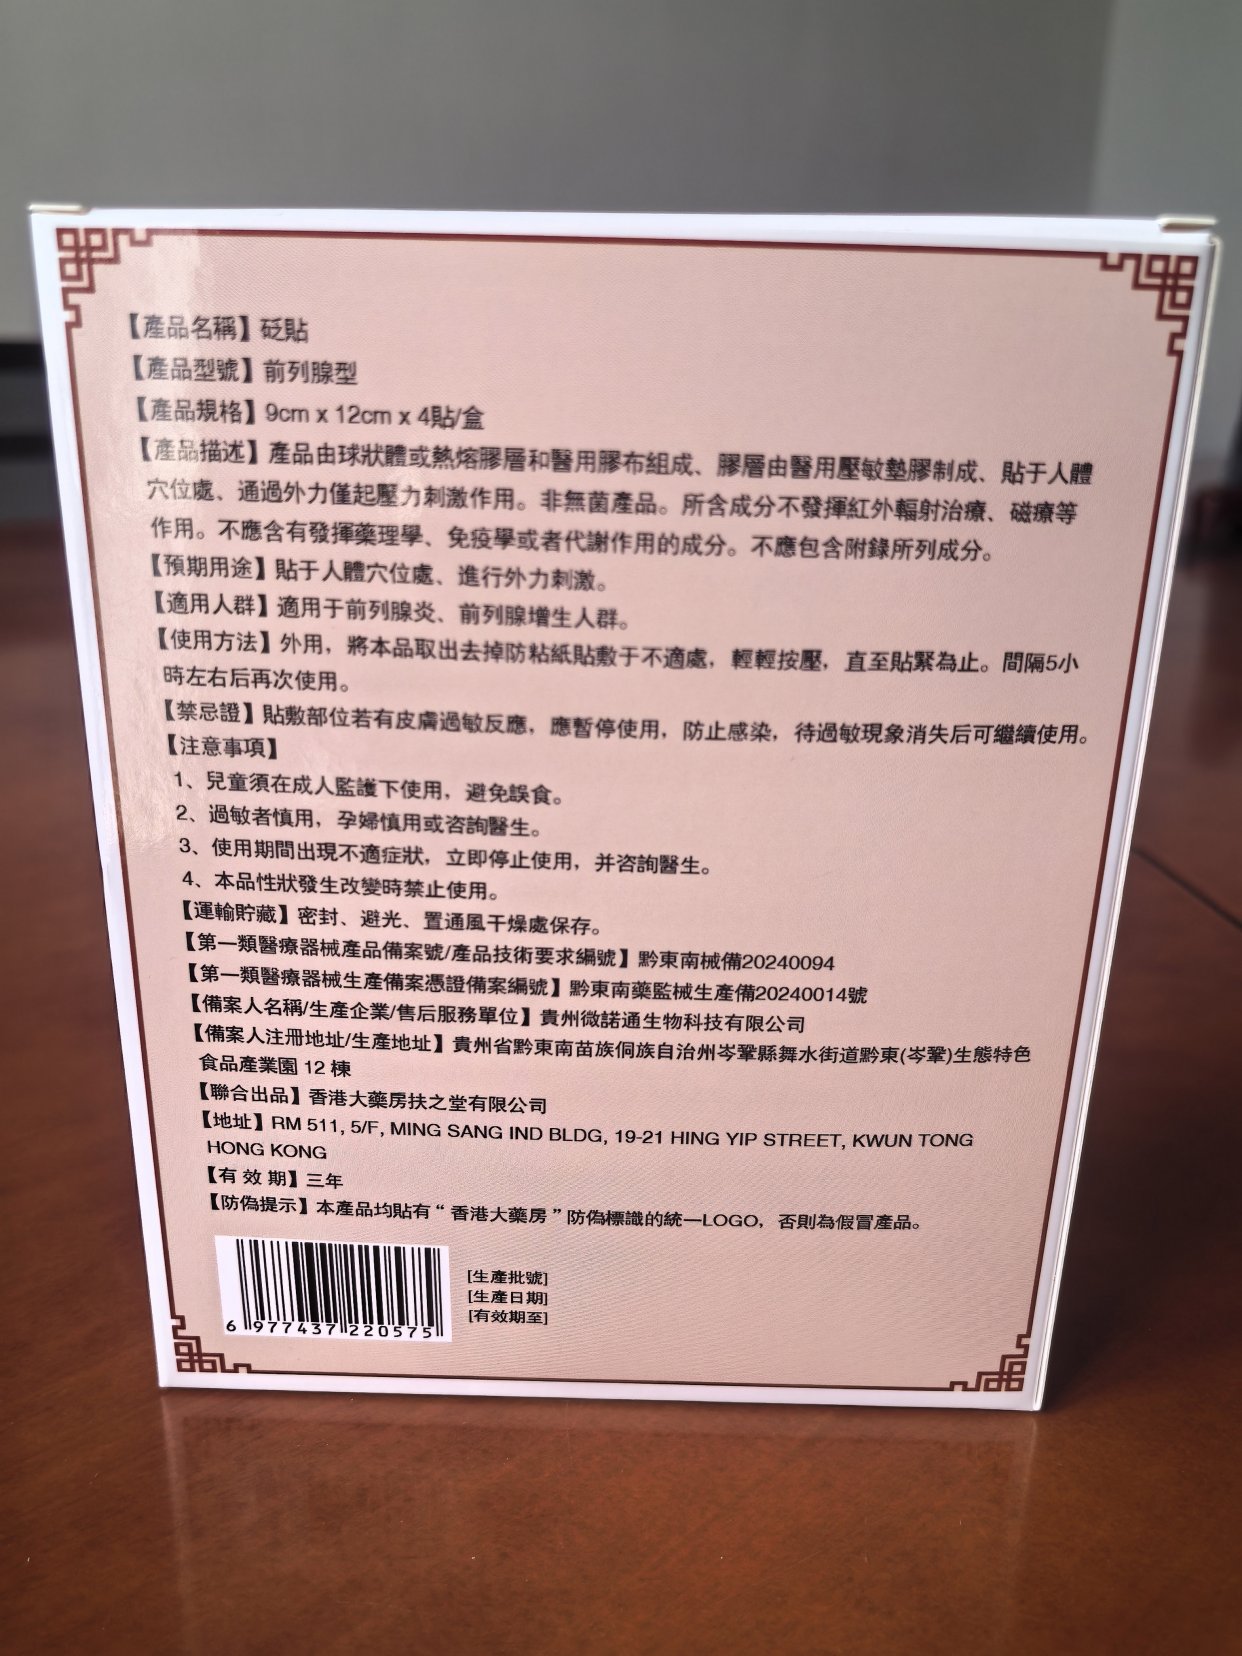 【產品名稱】砭貼
【產品型號】前列腺型
【產品規格】9cm x 12cm x 4貼/盒
【產品描述】產品由球狀體或熱熔膠層和醫用膠布組成、膠層由醫用壓敏墊膠制成、貼于人體
穴位處、通過外力僅起壓力刺激作用。非無菌產品。所含成分不發揮紅外輻射治療、磁療等
作用。不應含有發揮藥理學、免疫學或者代謝作用的成分。不應包含附錄所列成分。
【預期用途】貼于人體穴位處、進行外力刺激。
【適用人群】適用于前列腺炎、前列腺增生人群。
【使用方法】外用，將本品取出去掉防粘紙貼敷于不適處，輕輕按壓，直至貼緊為止。間隔5小
時左右后再次使用。
【禁忌證】貼敷部位若有皮膚過敏反應，應暫停使用，防止感染，待過敏現象消失后可繼續使用。
【注意事項】
1、兒童須在成人監護下使用，避免誤食。
2、過敏者慎用，孕婦慎用或咨詢醫生。
3、使用期間出現不適症狀，立即停止使用，并咨詢醫生。
4、本品性狀發生改變時禁止使用。
【運輸貯藏】密封、避光、置通風干燥處保存。
【第一類醫療器械產品備案號/產品技術要求編號】黔東南械備20240094
【第一類醫療器械生產備案憑證備案編號】黔東南藥監械生產備20240014號
【備案人名稱/生產企業/售后服務單位】貴州微諾通生物科技有限公司
【備案人注冊地址/生產地址】貴州省黔東南苗族侗族自治州岑鞏縣舞水街道黔東(岑鞏)生態特色
食品產業園 12 棟
【聯合出品】香港大藥房扶之堂有限公司
【地址】RM 511, 5/F, MING SANG IND BLDG, 19-21 HING YIP STREET, KWUN TONG
HONG KONG
【有 效 期】三年
【防偽提示】本產品均貼有“香港大藥房”防偽標識的統一LOGO，否則為假冒產品。
[生產批號]
[生產日期]
[有效期至]
6 977437 220575